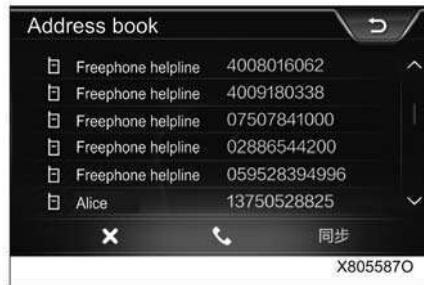 Address book
Freephone helpline 4008016062
Freephone helpline 4009180338
Freephone helpline 07507841000
Freephone helpline 02886544200
Freephone helpline 059528394996
Alice 13750528825
同步
X805587O